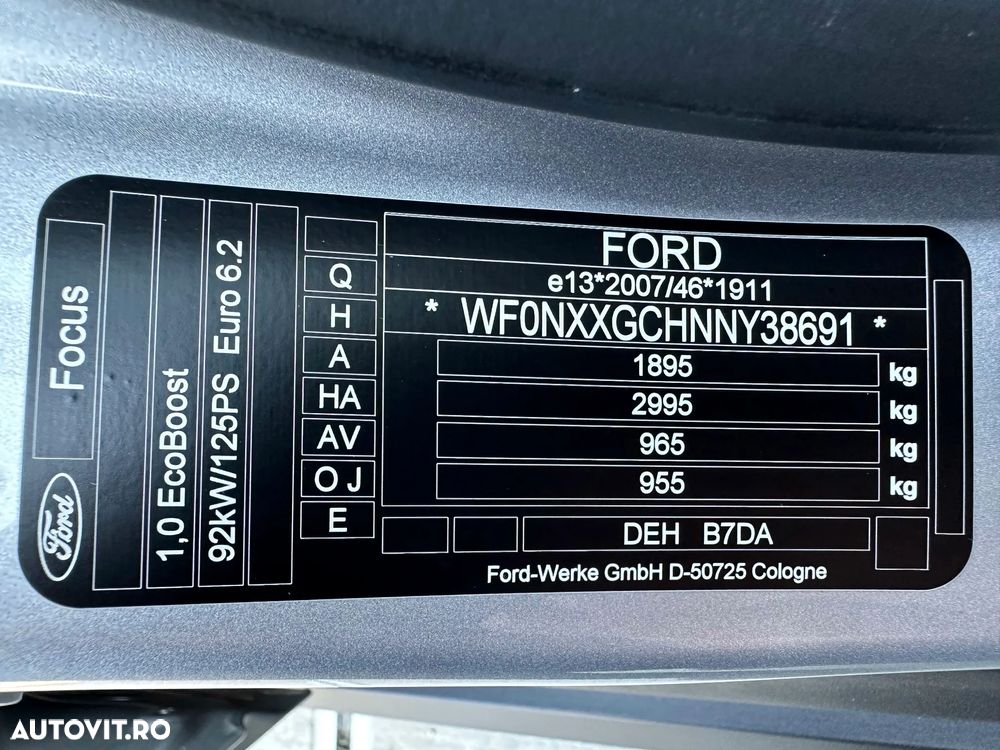 Focus
Ford
1,0 EcoBoost
92kW/125PS Euro 6.2
Q
H
A
HA
AV
O J
E
FORD
e13*2007/46*1911
* WF0NXXGCHNNY38691 *
1895 kg
2995 kg
965 kg
955 kg
DEH B7DA
Ford-Werke GmbH D-50725 Cologne
AUTOVIT.RO